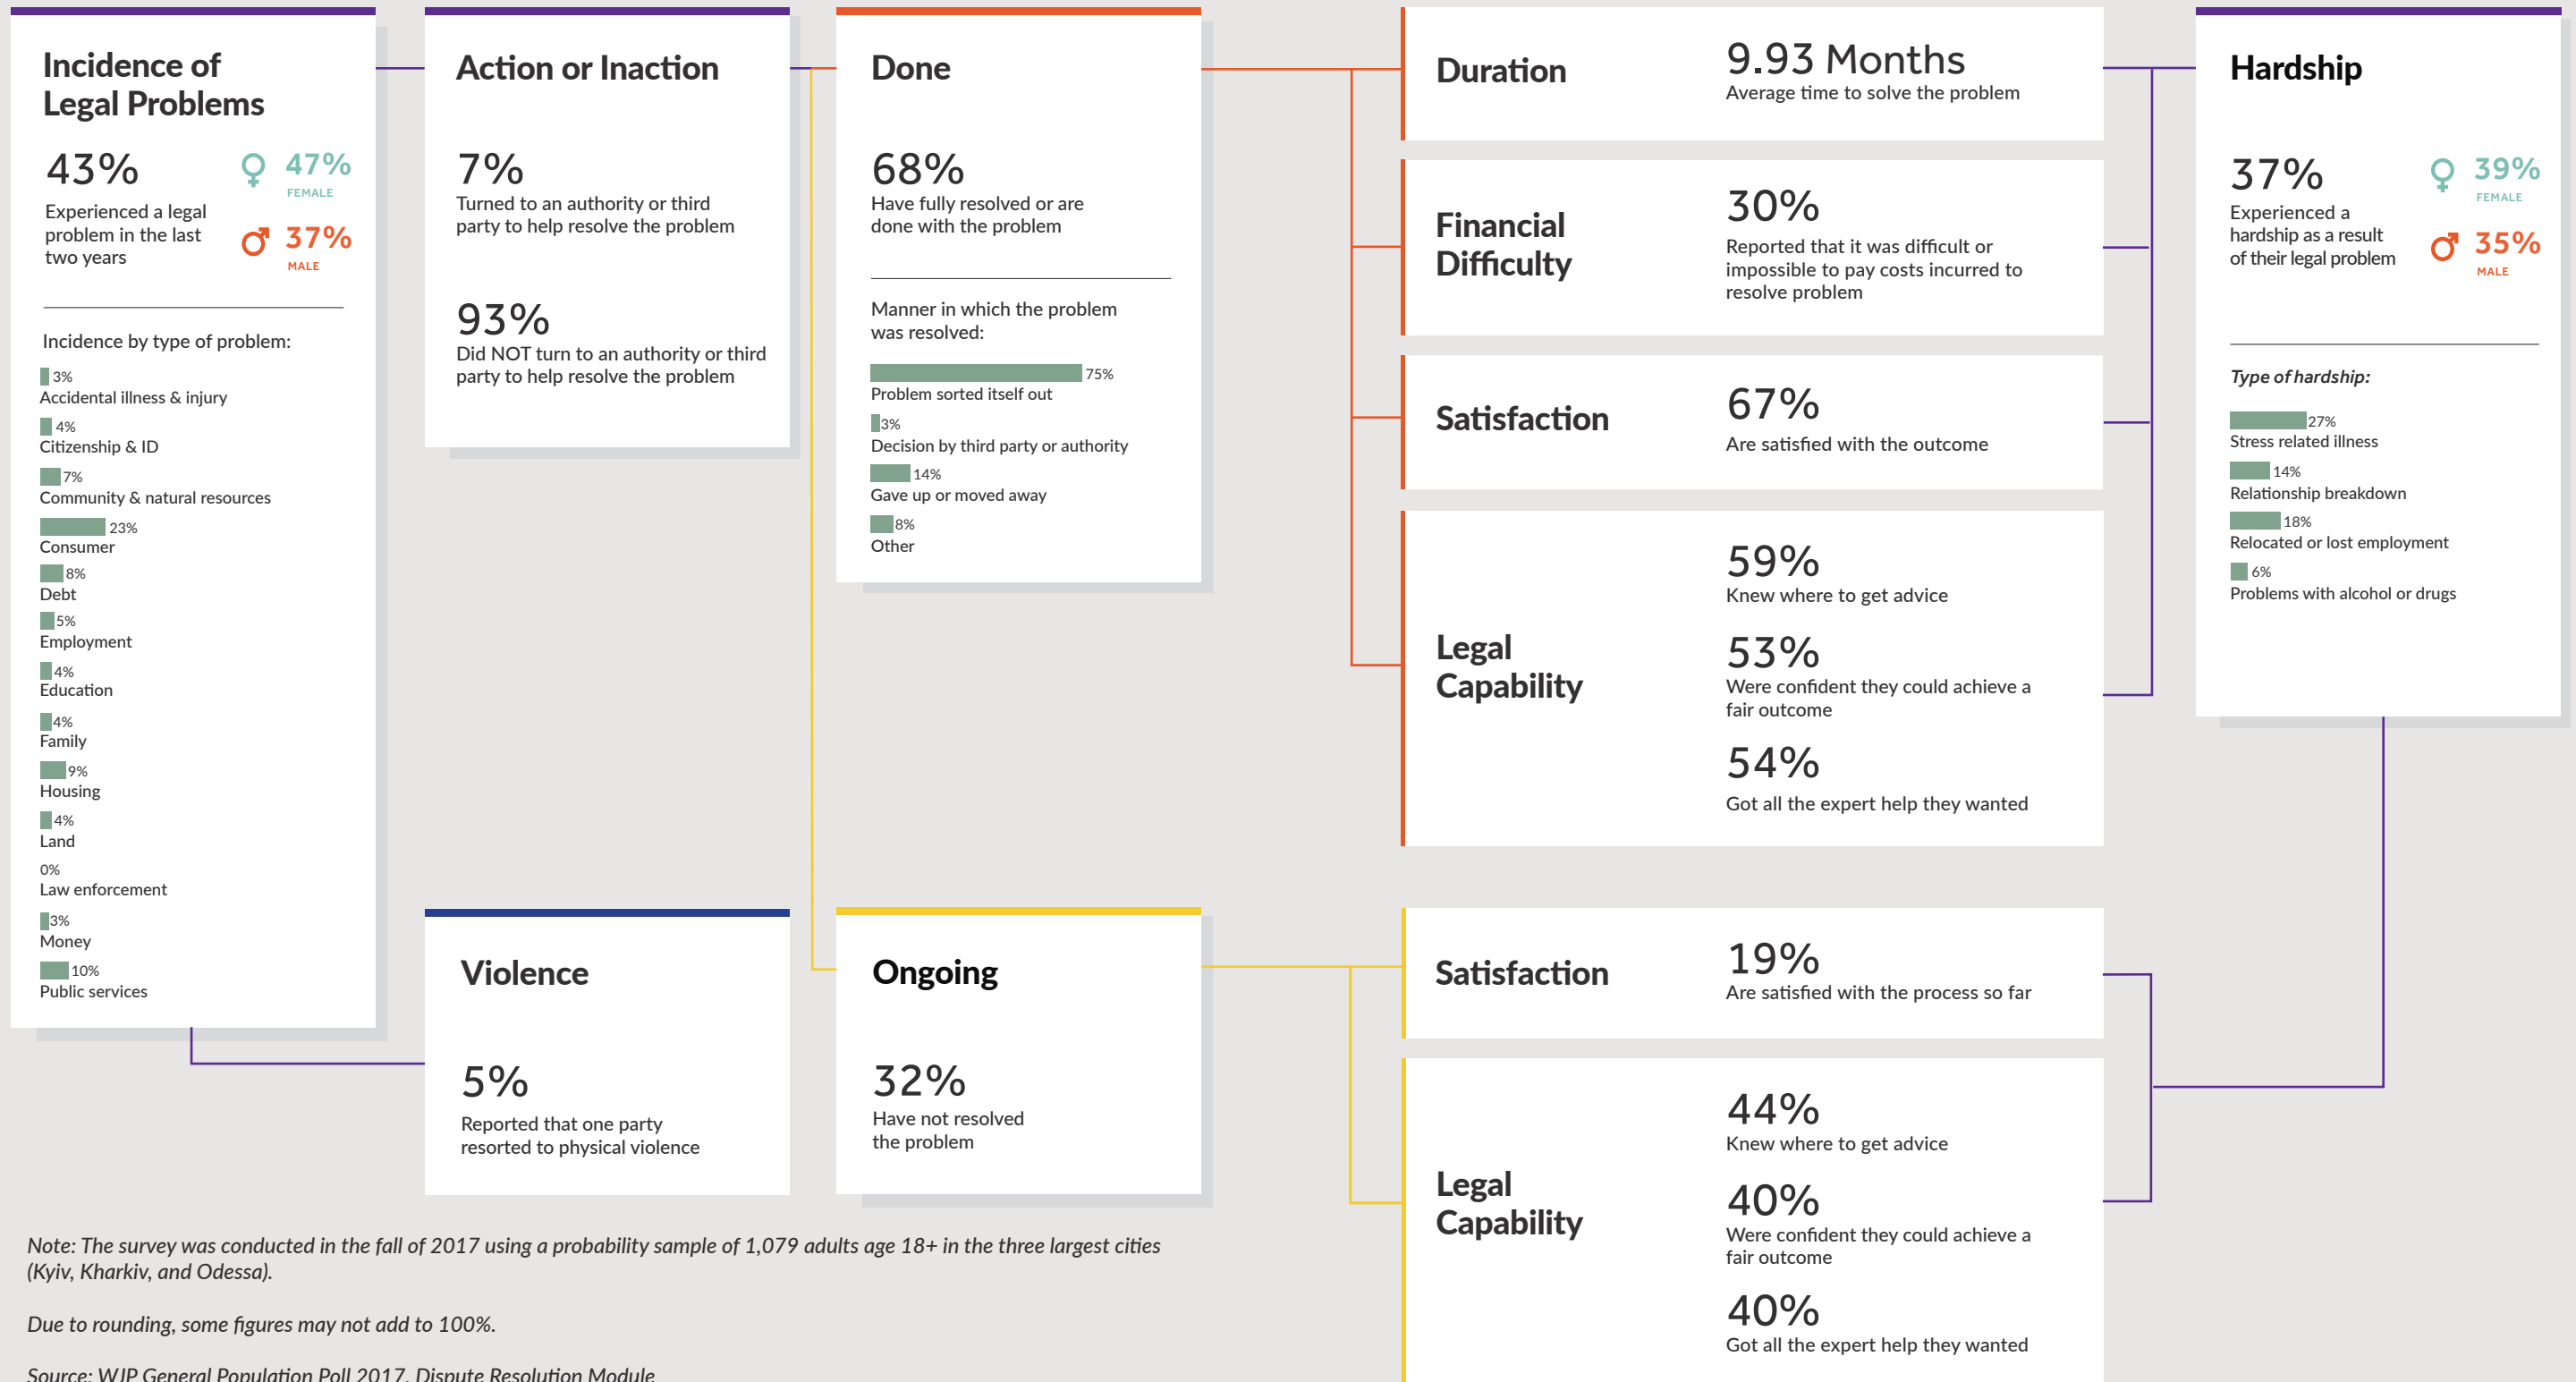 Incidence of
Legal Problems
43%
Experienced a legal
problem in the last
two years
47%
FEMALE
37%
MALE
Incidence by type of problem:
3%
Accidental illness & injury
4%
Citizenship & ID
7%
Community & natural resources
23%
Consumer
8%
Debt
5%
Employment
4%
Education
4%
Family
9%
Housing
4%
Land
0%
Law enforcement
3%
Money
10%
Public services
Action or Inaction
7%
Turned to an authority or third
party to help resolve the problem
93%
Did NOT turn to an authority or third
party to help resolve the problem
Violence
5%
Reported that one party
resorted to physical violence
Done
68%
Have fully resolved or are
done with the problem
Manner in which the problem
was resolved:
75%
Problem sorted itself out
3%
Decision by third party or authority
14%
Gave up or moved away
8%
Other
Ongoing
32%
Have not resolved
the problem
Duration
9.93 Months
Average time to solve the problem
Financial
Difficulty
30%
Reported that it was difficult or
impossible to pay costs incurred to
resolve problem
Satisfaction
67%
Are satisfied with the outcome
Legal
Capability
59%
Knew where to get advice
53%
Were confident they could achieve a
fair outcome
54%
Got all the expert help they wanted
Satisfaction
19%
Are satisfied with the process so far
Legal
Capability
44%
Knew where to get advice
40%
Were confident they could achieve a
fair outcome
40%
Got all the expert help they wanted
Hardship
37%
Experienced a
hardship as a result
of their legal problem
39%
FEMALE
35%
MALE
Type of hardship:
27%
Stress related illness
14%
Relationship breakdown
18%
Relocated or lost employment
6%
Problems with alcohol or drugs
Note: The survey was conducted in the fall of 2017 using a probability sample of 1,079 adults age 18+ in the three largest cities
(Kyiv, Kharkiv, and Odessa).
Due to rounding, some figures may not add to 100%.
Source: WJP General Population Poll 2017, Dispute Resolution Module